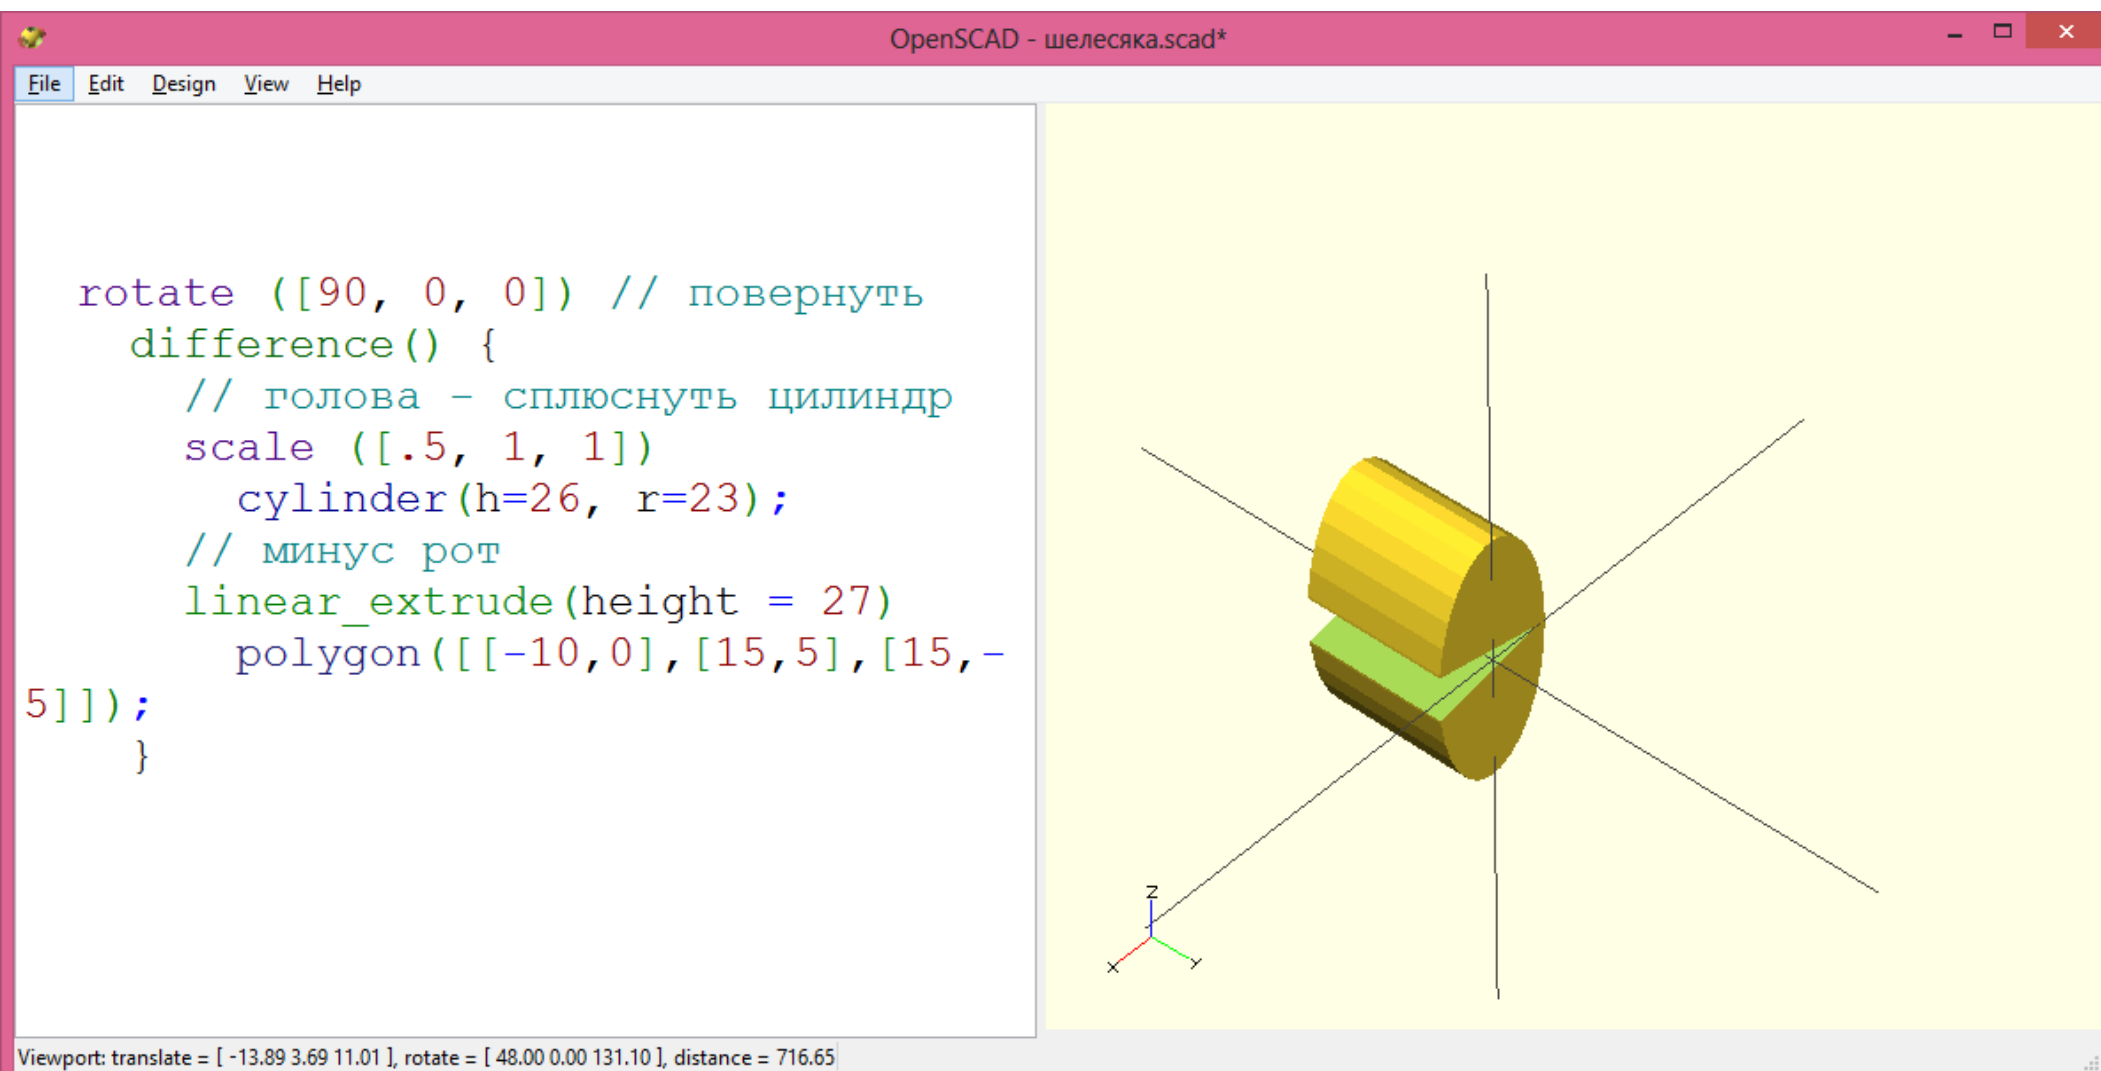 OpenSCAD - шелесяка.scad*
File Edit Design View Help
rotate ([90, 0, 0]) // повернуть
difference() {
// голова - сплюснуть цилиндр
scale ([.5, 1, 1])
cylinder(h=26, r=23);
// минус рот
linear_extrude(height = 27)
polygon([[-10,0],[15,5],[15,-
5]]);
}
Z
X
Y
Viewport: translate = [ -13.89 3.69 11.01 ], rotate = [ 48.00 0.00 131.10 ], distance = 716.65